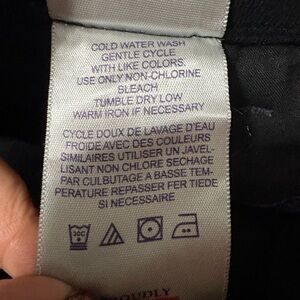 COLD WATER WASH
GENTLE CYCLE
WITH LIKE COLORS.
USE ONLY NON-CHLORINE
BLEACH
TUMBLE DRY LOW
WARM IRON IF NECESSARY
CYCLE DOUX DE LAVAGE D'EAU
FROIDE AVEC DES COULEURS
SIMILAIRES UTILISER UN JAVEL-
LISANT NON CHLORE SECHAGE
PAR CULBUTAGE A BASSE TEM-
PERATURE REPASSER FER TIEDE
SI NECESSAIRE
30C
PROUDLY